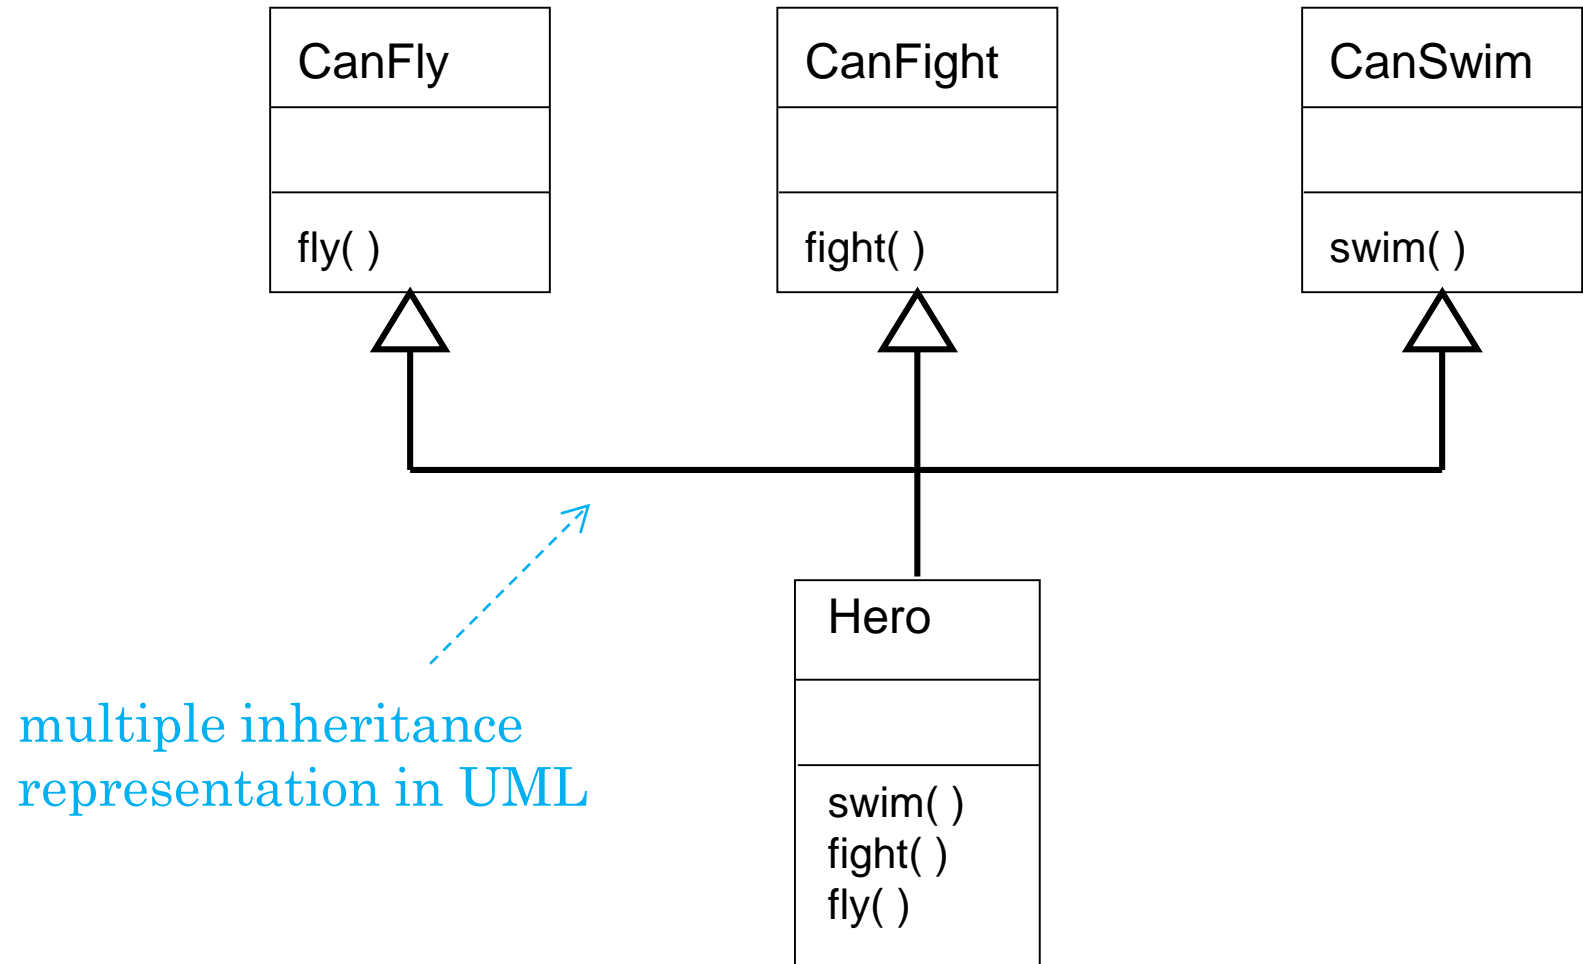 CanFly
CanFight
CanSwim
fly( )
fight( )
swim( )
Hero
multiple inheritance
representation in UML
swim( )
fight( )
fly( )